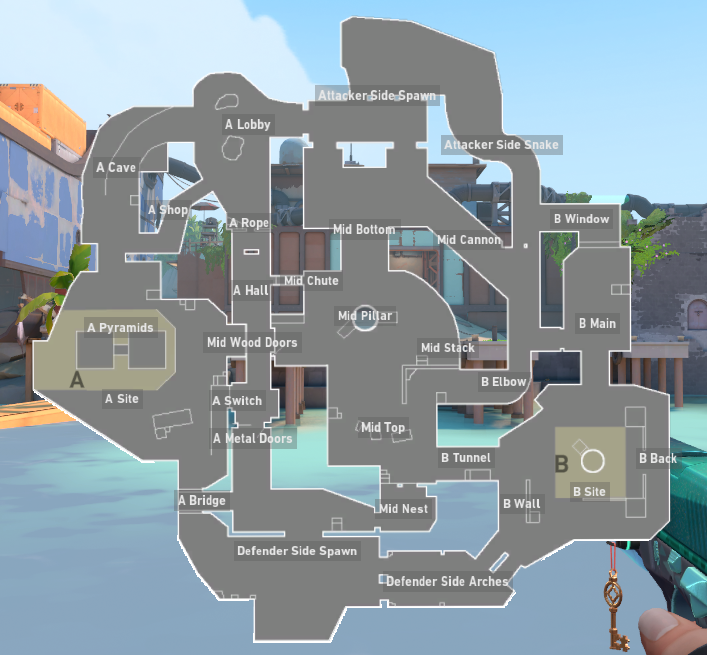 Attacker Side Spawn
A Lobby
Attacker Side Snake
A Cave
A Shop
B Window
A Rope
Mid Bottom
Mid Cannon
Mid Chute
A Hall
Mid Pillar
B Main
A Pyramids
Mid Wood Doors
Mid Stack
A
B Elbow
A Site
A Switch
Mid Top
A Metal Doors
B Tunnel
B
B Back
B Site
A Bridge
B Wall
Mid Nest
Defender Side Spawn
Defender Side Arches